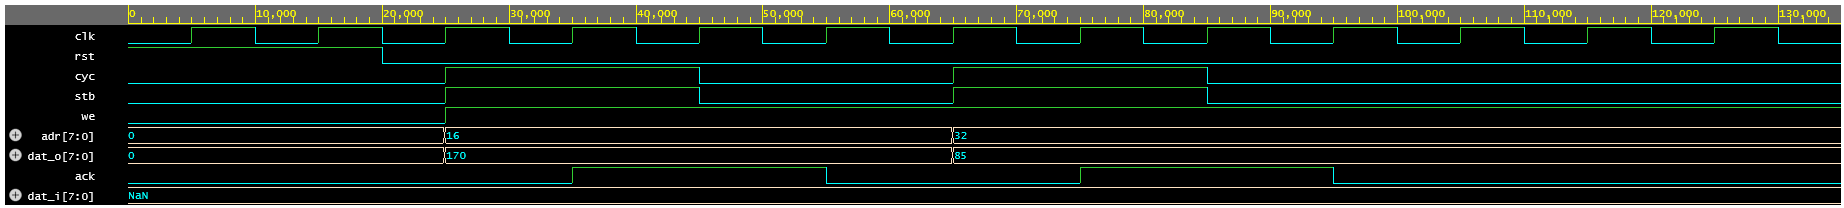 0 10,000 20,000 30,000 40,000 50,000 60,000 70,000 80,000 90,000 100,000 110,000 120,000 130,000
clk
rst
cyc
stb
we
adr[7:0] 0 16 32
dat_o[7:0] 0 170 85
ack
dat_i[7:0] NaN